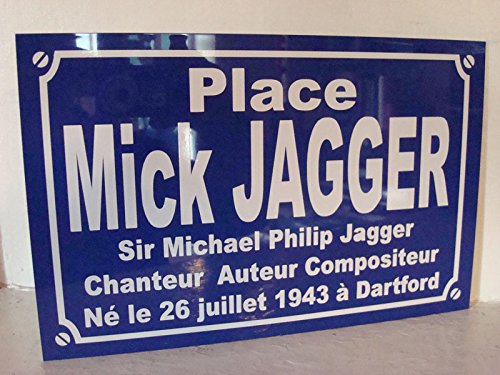 Place
Mick JAGGER
Sir Michael Philip Jagger
Chanteur Auteur Compositeur
Né le 26 juillet 1943 à Dartford